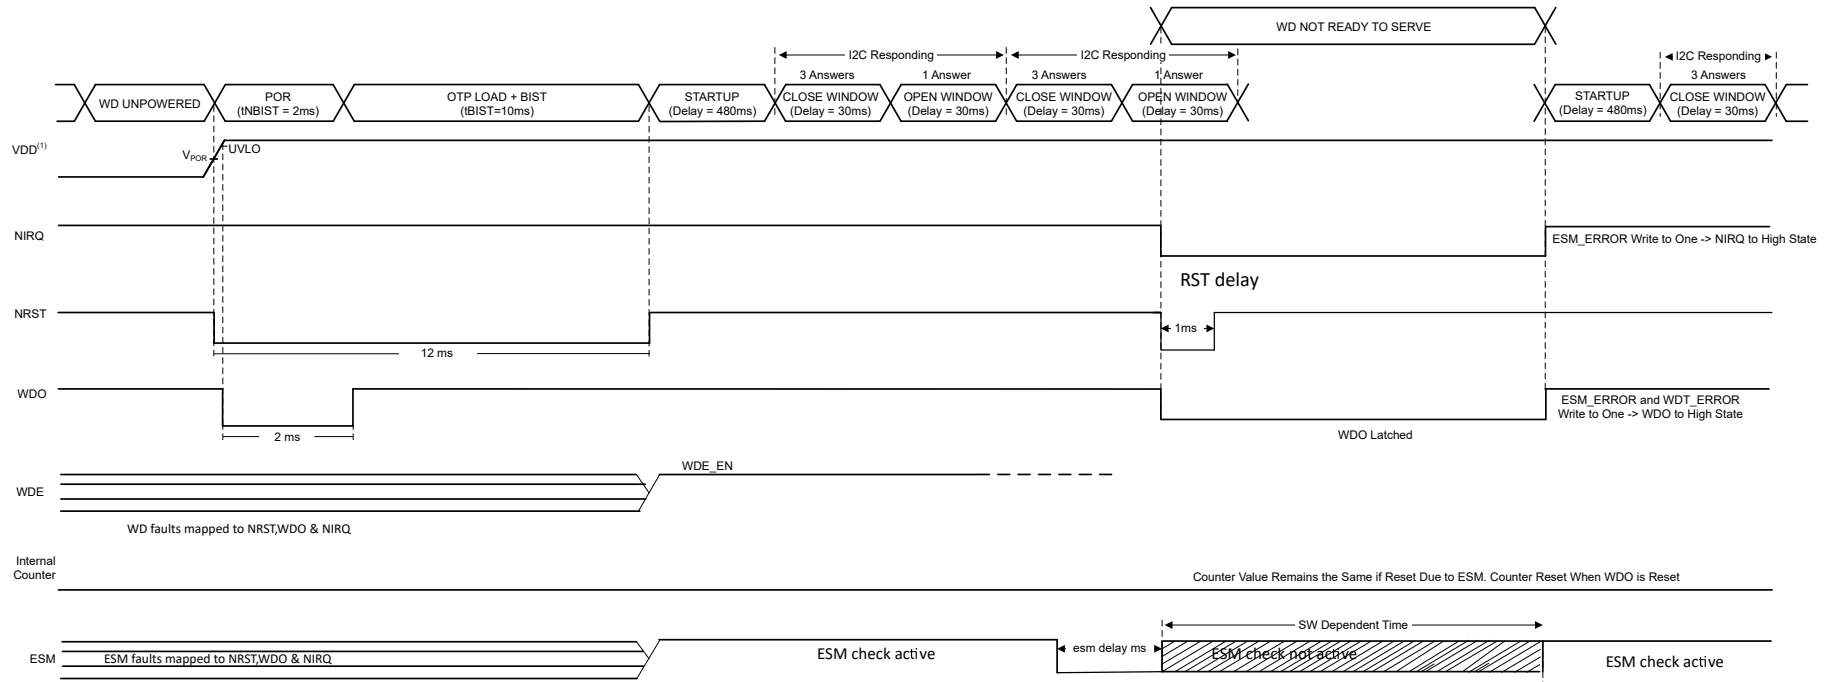 WD NOT READY TO SERVE
I2C Responding
I2C Responding
I2C Responding
3 Answers
1 Answer
3 Answers
1 Answer
3 Answers
WD UNPOWERED
POR
(tNBIST = 2ms)
OTP LOAD + BIST
(tBIST=10ms)
STARTUP
(Delay = 480ms)
CLOSE WINDOW
(Delay = 30ms)
OPEN WINDOW
(Delay = 30ms)
CLOSE WINDOW
(Delay = 30ms)
OPEN WINDOW
(Delay = 30ms)
STARTUP
(Delay = 480ms)
CLOSE WINDOW
(Delay = 30ms)
VDD(1)
VPOR
UVLO
NIRQ
ESM_ERROR Write to One -> NIRQ to High State
RST delay
NRST
1ms
12 ms
WDO
ESM_ERROR and WDT_ERROR
Write to One -> WDO to High State
2 ms
WDO Latched
WDE_EN
WDE
WD faults mapped to NRST,WDO & NIRQ
Internal
Counter
Counter Value Remains the Same if Reset Due to ESM. Counter Reset When WDO is Reset
SW Dependent Time
ESM
ESM faults mapped to NRST,WDO & NIRQ
ESM check active
esm delay ms
ESM check not active
ESM check active